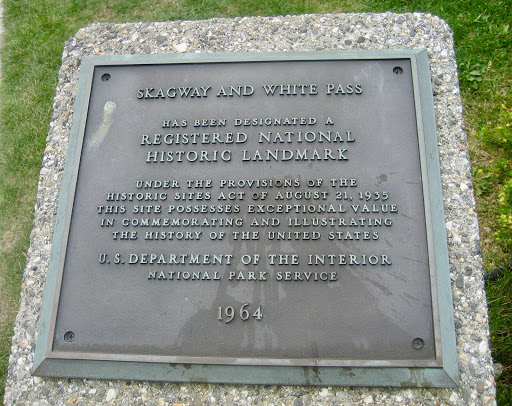 SKAGWAY AND WHITE PASS
HAS BEEN DESIGNATED A
REGISTERED NATIONAL
HISTORIC LANDMARK
UNDER THE PROVISIONS OF THE
HISTORIC SITES ACT OF AUGUST 21, 1935
THIS SITE POSSESSES EXCEPTIONAL VALUE
IN COMMEMORATING AND ILLUSTRATING
THE HISTORY OF THE UNITED STATES
U. S. DEPARTMENT OF THE INTERIOR
NATIONAL PARK SERVICE
1964